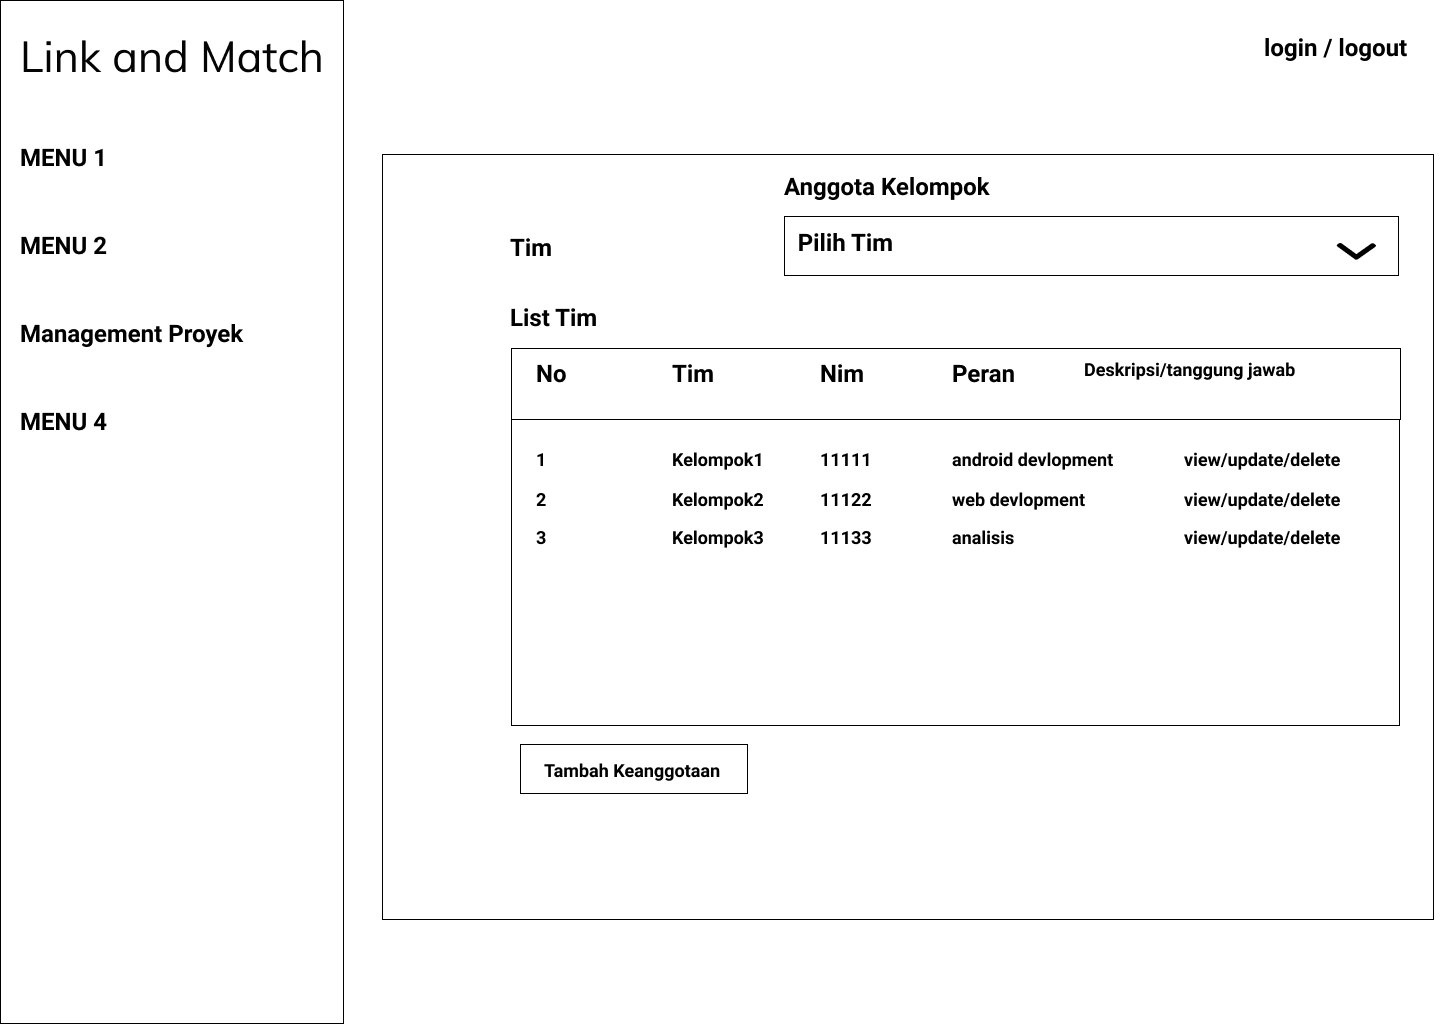 Link and Match
login / logout
MENU 1
MENU 2
Management Proyek
MENU 4
Anggota Kelompok
Tim
Pilih Tim
List Tim
No Tim Nim Peran Deskripsi/tanggung jawab
1 Kelompok1 11111 android devlopment view/update/delete
2 Kelompok2 11122 web devlopment view/update/delete
3 Kelompok3 11133 analisis view/update/delete
Tambah Keanggotaan